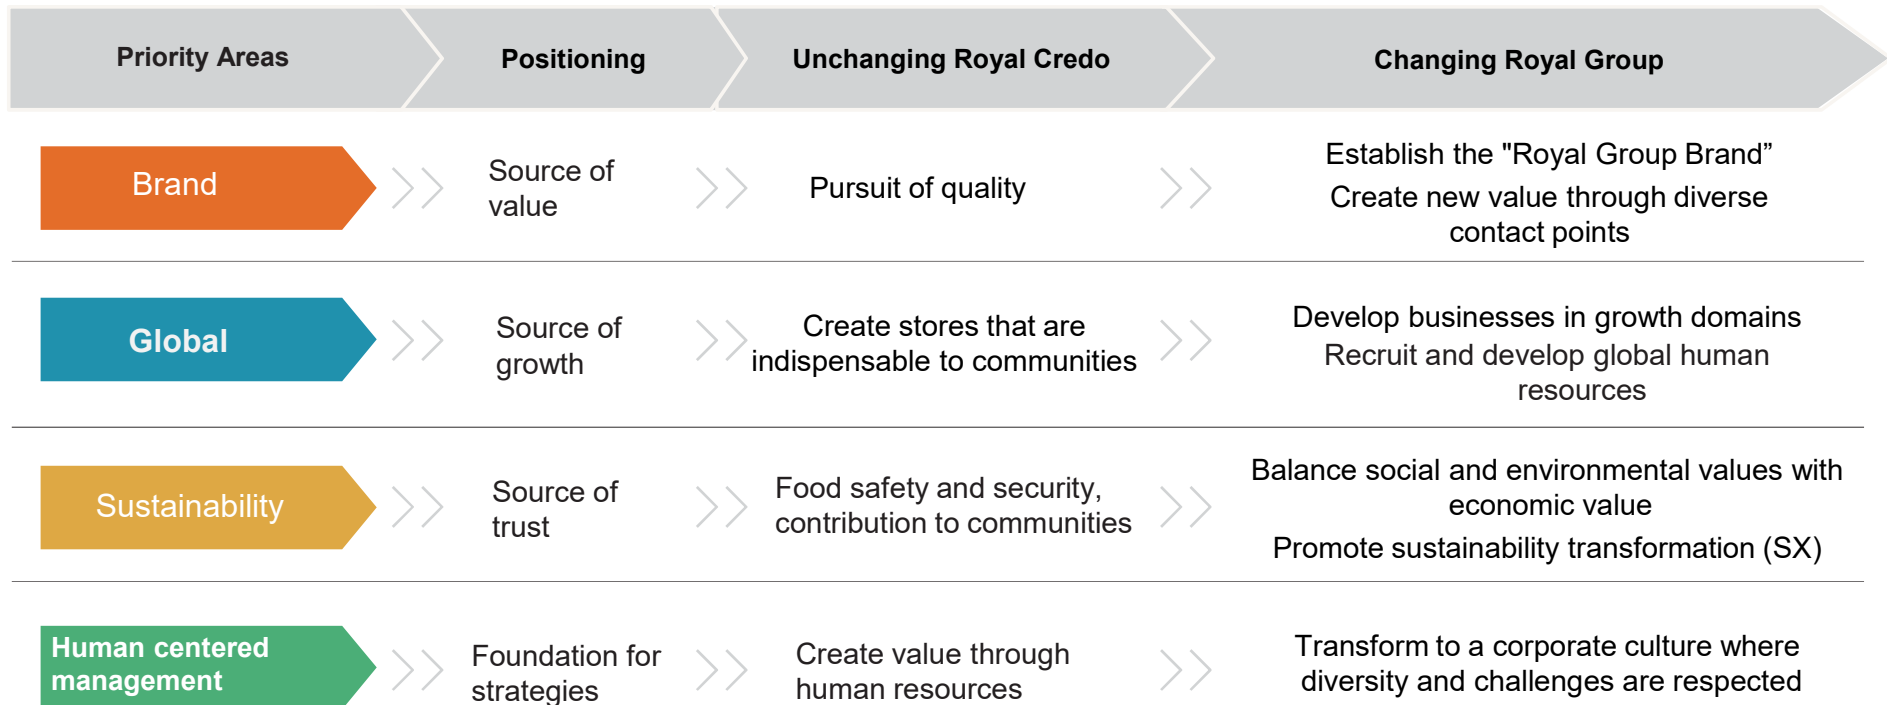 Priority Areas
Positioning
Unchanging Royal Credo
Changing Royal Group
Brand
Source of
value
Pursuit of quality
Establish the "Royal Group Brand”
Create new value through diverse
contact points
Global
Source of
growth
Create stores that are
indispensable to communities
Develop businesses in growth domains
Recruit and develop global human
resources
Sustainability
Source of
trust
Food safety and security,
contribution to communities
Balance social and environmental values with
economic value
Promote sustainability transformation (SX)
Human centered
management
Foundation for
strategies
Create value through
human resources
Transform to a corporate culture where
diversity and challenges are respected